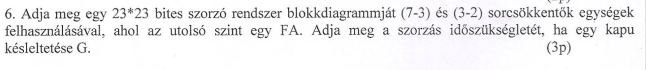 6. Adja meg egy 23*23 bites szorzó rendszer blokkdiagrammját (7-3) és (3-2) sorcsökkentők egységek
felhasználásával, ahol az utolsó szint egy FA. Adja meg a szorzás időszükségletét, ha egy kapu
késleltetése G. (3p)